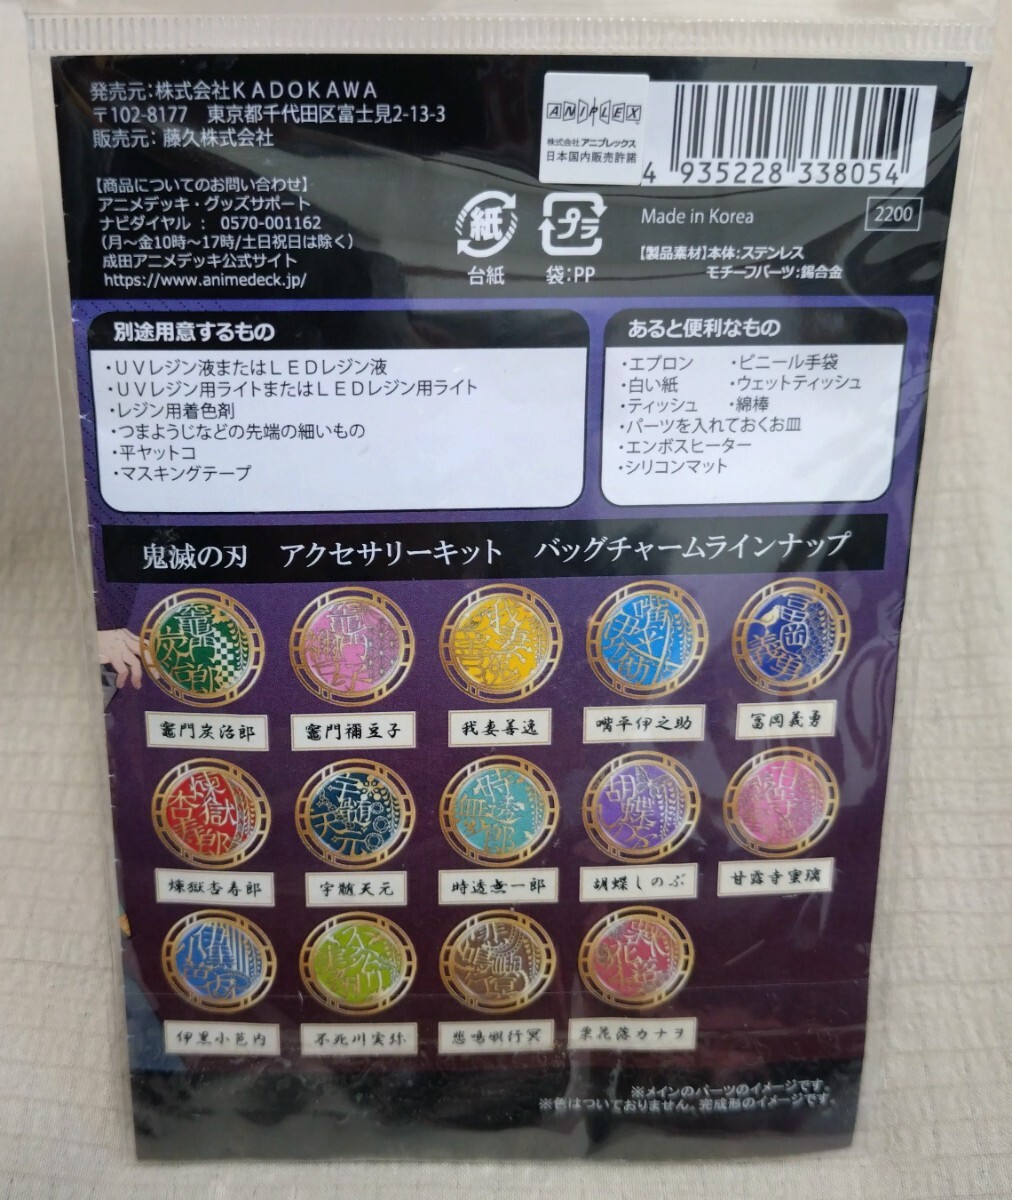 発売元：株式会社KADOKAWA
〒102-8177 東京都千代田区富士見2-13-3
販売元：藤久株式会社
【商品についてのお問い合わせ】
アニメデッキ・グッズサポート
ナビダイヤル ： 0570-001162
（月〜金10時〜17時/土日祝日は除く）
成田アニメデッキ公式サイト
https://www.animedeck.jp/
ANIPLEX
株式会社 アニプレックス
日本国内販売許諾
4 935228 338054
紙
台紙
プラ
袋：PP
Made in Korea
2200
【製品素材】本体：ステンレス
モチーフパーツ：錫合金
別途用意するもの
・UVレジン液またはLEDレジン液
・UVレジン用ライトまたはLEDレジン用ライト
・レジン用着色剤
・つまようじなどの先端の細いもの
・平ヤットコ
・マスキングテープ
あると便利なもの
・エプロン ・ビニール手袋
・白い紙 ・ウェットティッシュ
・ティッシュ ・綿棒
・パーツを入れておくお皿
・エンボスヒーター
・シリコンマット
鬼滅の刃 アクセサリーキット バッグチャームラインナップ
竈門炭治郎 竈門禰豆子 我妻善逸 嘴平伊之助 冨岡義勇
煉獄杏寿郎 宇髄天元 時透無一郎 胡蝶しのぶ 甘露寺蜜璃
伊黒小芭内 不死川実弥 悲鳴嶼行冥 栗花落カナヲ
※メインのパーツのイメージです。
※色はついておりません。完成形のイメージです。